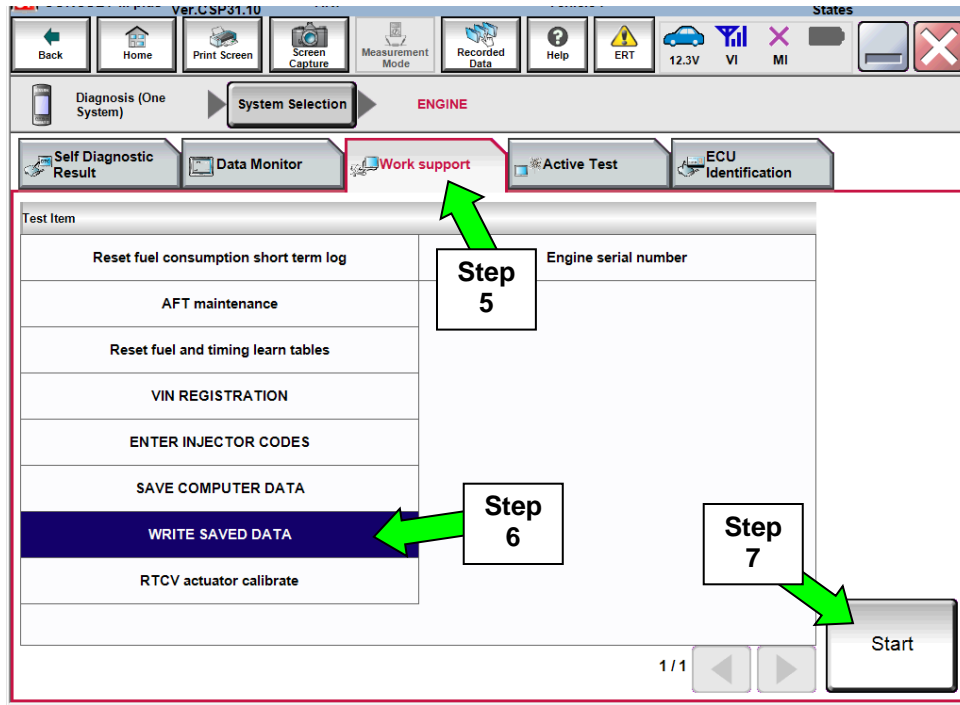 Ver.CSP31.10
States
Back
Home
Print Screen
Screen
Capture
Measurement
Mode
Recorded
Data
Help
ERT
12.3V
VI
MI
Diagnosis (One
System)
System Selection
ENGINE
Self Diagnostic
Result
Data Monitor
Work support
Active Test
ECU
Identification
Test Item
Reset fuel consumption short term log
Engine serial number
Step
5
AFT maintenance
Reset fuel and timing learn tables
VIN REGISTRATION
ENTER INJECTOR CODES
SAVE COMPUTER DATA
WRITE SAVED DATA
Step
6
Step
7
RTCV actuator calibrate
Start
1/1